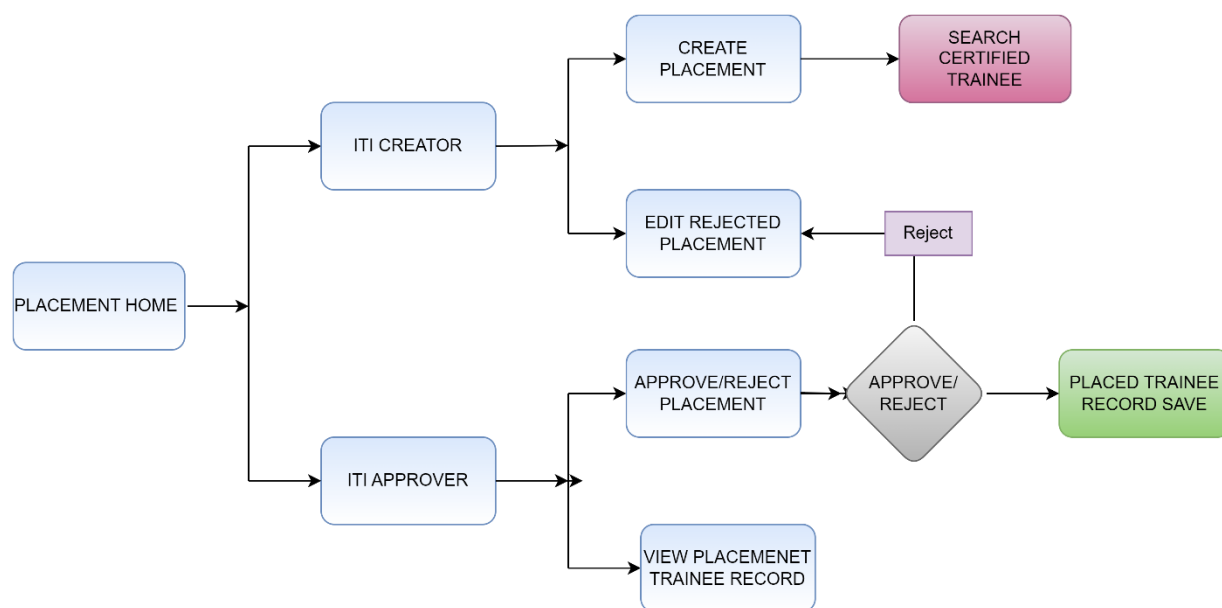 CREATE
PLACEMENT
SEARCH
CERTIFIED
TRAINEE
ITI CREATOR
EDIT REJECTED
PLACEMENT
Reject
PLACEMENT HOME
APPROVE/REJECT
PLACEMENT
APPROVE/
REJECT
PLACED TRAINEE
RECORD SAVE
ITI APPROVER
VIEW PLACEMENET
TRAINEE RECORD